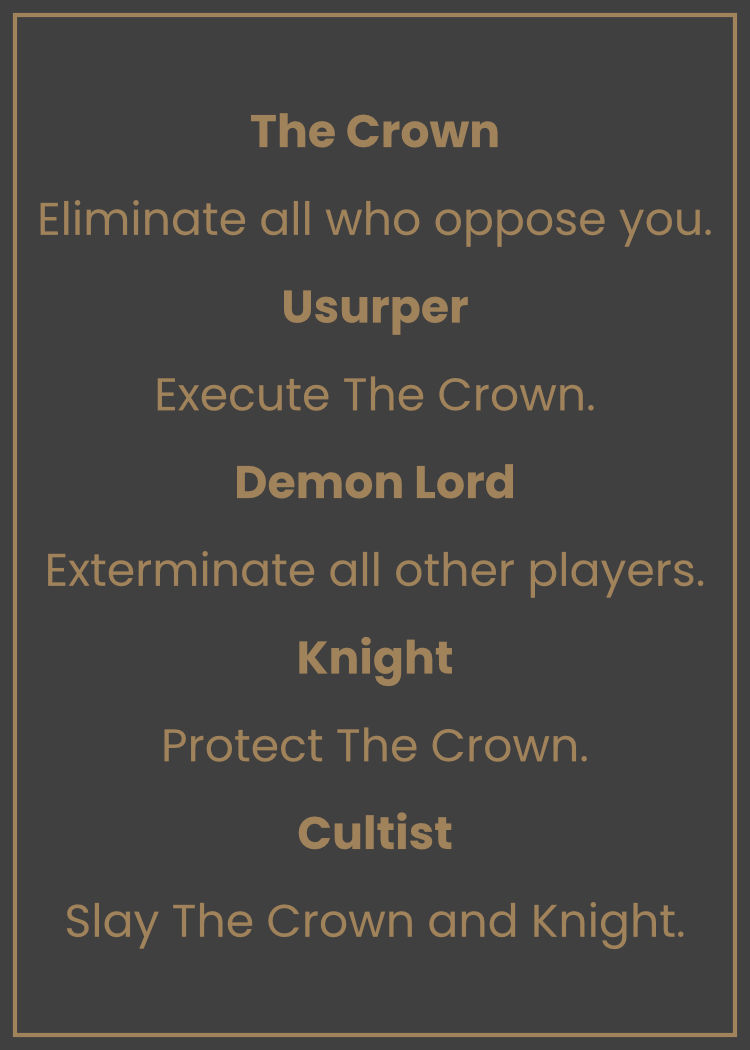 The Crown
Eliminate all who oppose you.
Usurper
Execute The Crown.
Demon Lord
Exterminate all other players.
Knight
Protect The Crown.
Cultist
Slay The Crown and Knight.